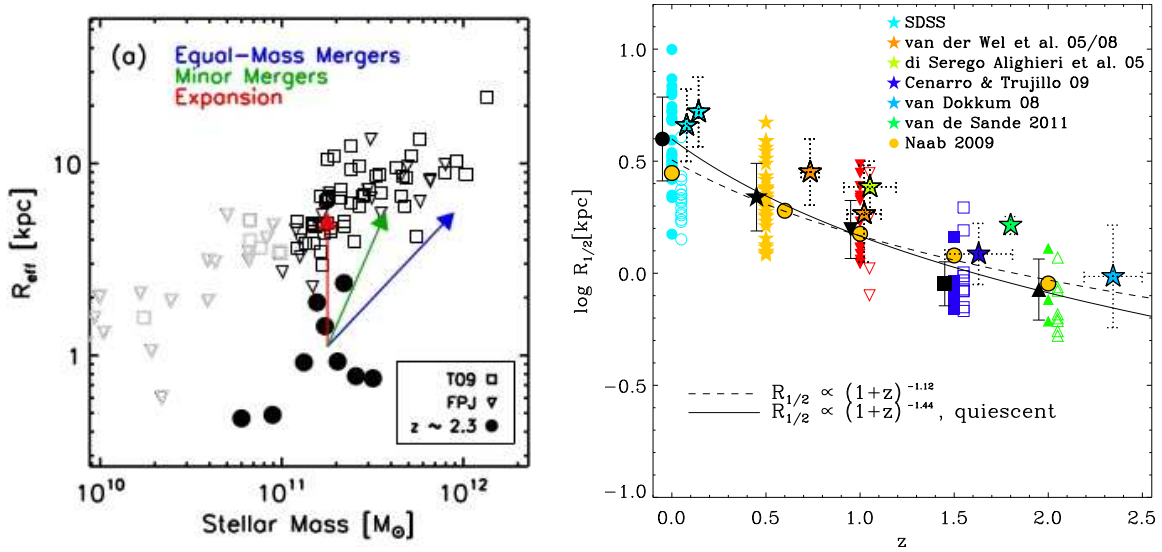 (a)
Equal-Mass Mergers
Minor Mergers
Expansion
10
1
R_eff [kpc]
T09
FPJ
z ~ 2.3
10^10
10^11
10^12
Stellar Mass [M_⊙]
SDSS
van der Wel et al. 05/08
di Serego Alighieri et al. 05
Cenarro & Trujillo 09
van Dokkum 08
van de Sande 2011
Naab 2009
1.0
0.5
0.0
−0.5
−1.0
log R_1/2 [kpc]
R_1/2 ∝ (1+z)^−1.12
R_1/2 ∝ (1+z)^−1.44, quiescent
0.0
0.5
1.0
1.5
2.0
2.5
z